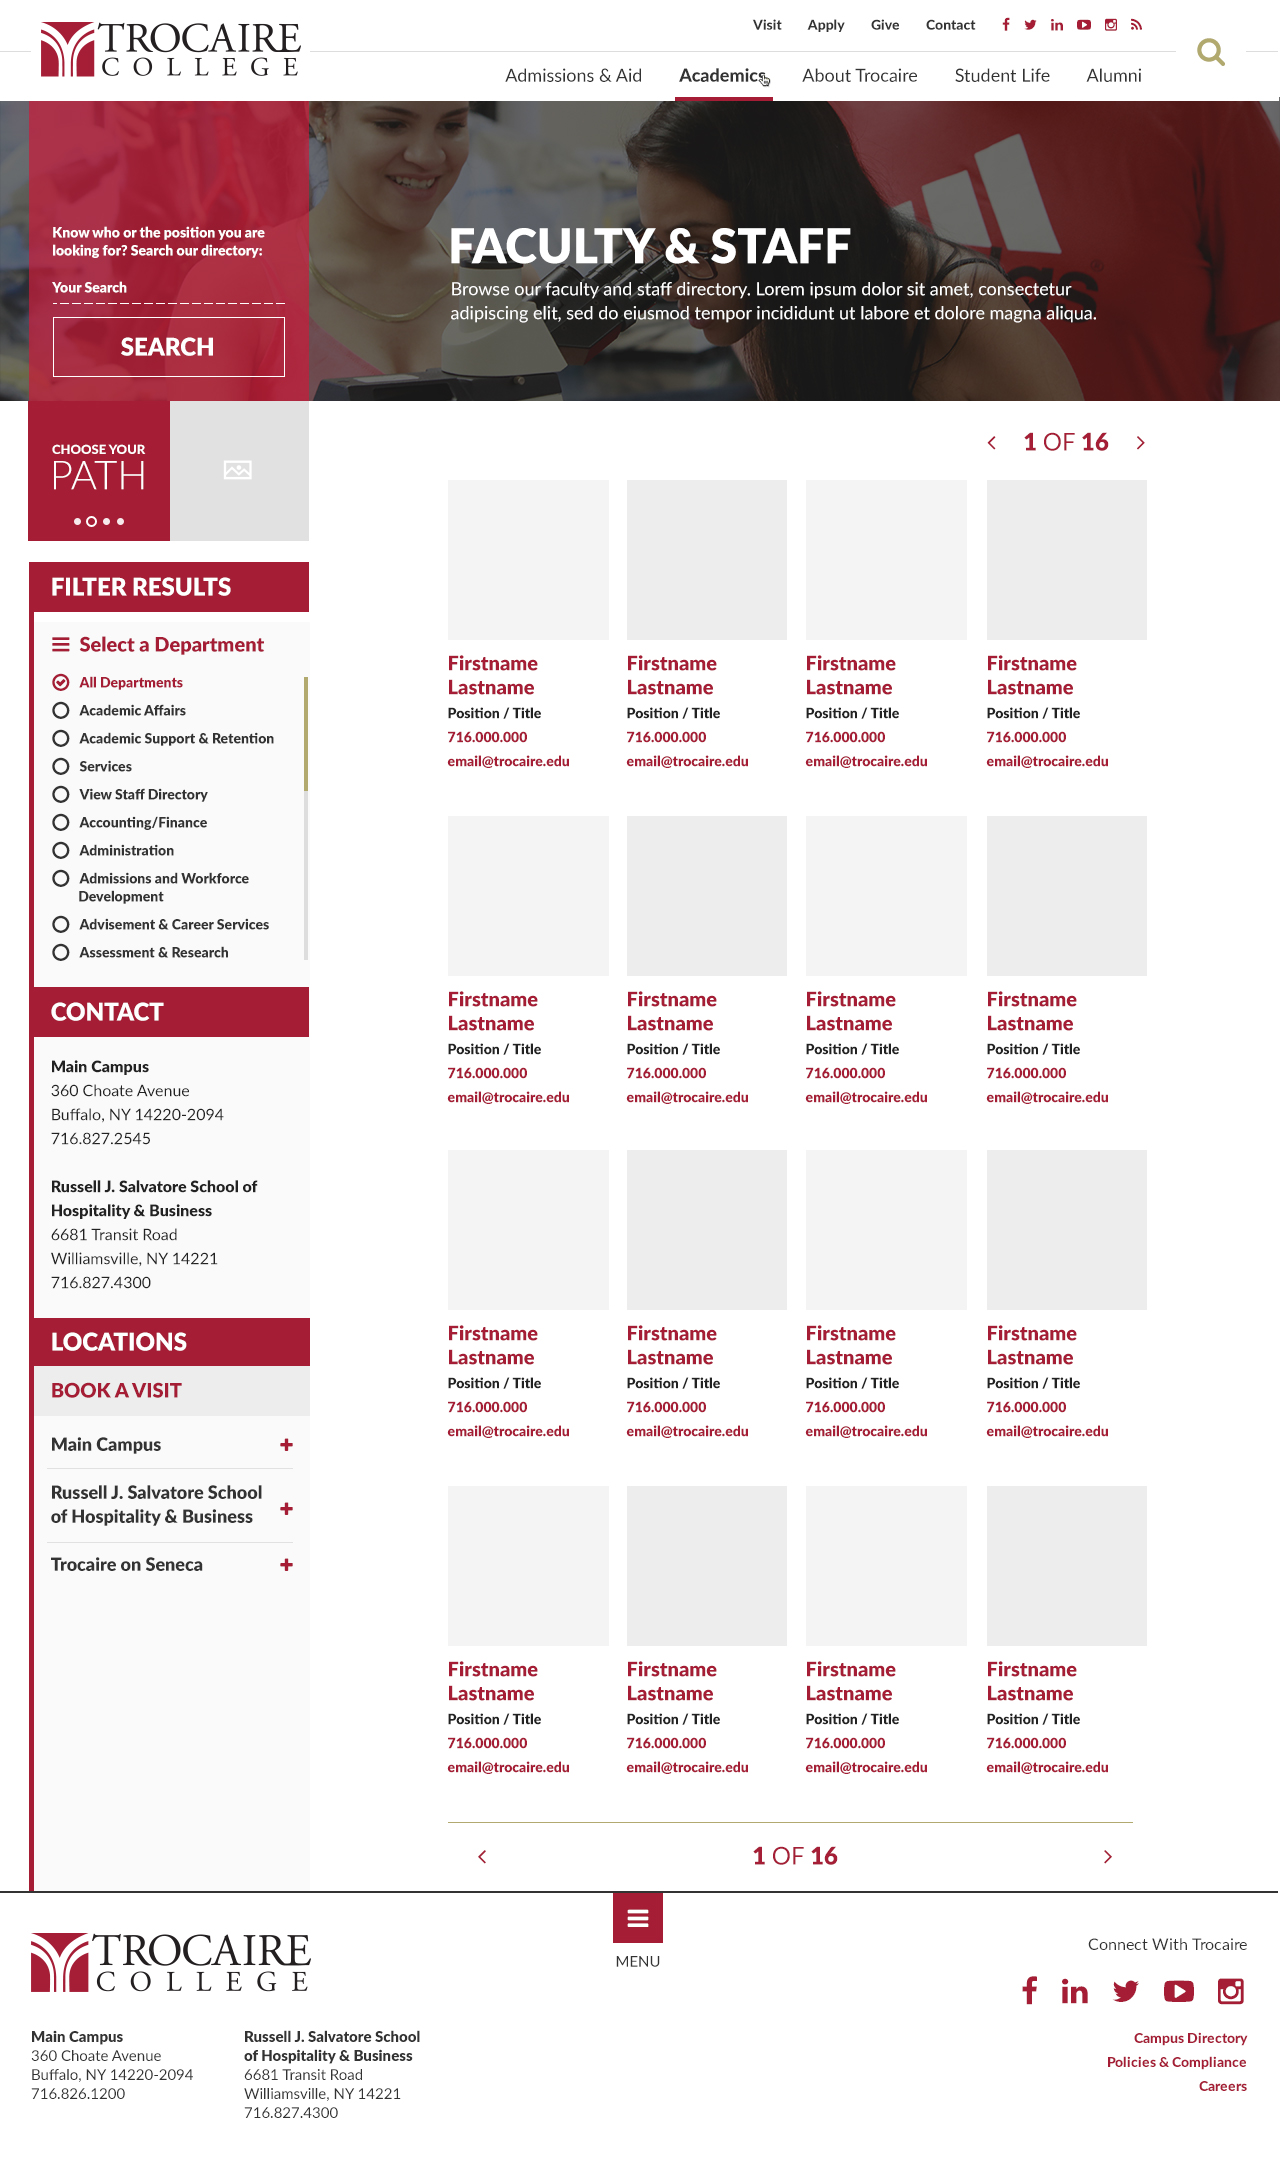 TROCAIRE
COLLEGE
Visit Apply Give Contact
Admissions & Aid Academics About Trocaire Student Life Alumni
Know who or the position you are
looking for? Search our directory:
Your Search
SEARCH
FACULTY & STAFF
Browse our faculty and staff directory. Lorem ipsum dolor sit amet, consectetur
adipiscing elit, sed do eiusmod tempor incididunt ut labore et dolore magna aliqua.
CHOOSE YOUR
PATH
FILTER RESULTS
Select a Department
All Departments
Academic Affairs
Academic Support & Retention
Services
View Staff Directory
Accounting/Finance
Administration
Admissions and Workforce
Development
Advisement & Career Services
Assessment & Research
CONTACT
Main Campus
360 Choate Avenue
Buffalo, NY 14220-2094
716.827.2545
Russell J. Salvatore School of
Hospitality & Business
6681 Transit Road
Williamsville, NY 14221
716.827.4300
LOCATIONS
BOOK A VISIT
Main Campus
Russell J. Salvatore School
of Hospitality & Business
Trocaire on Seneca
1 OF 16
Firstname Firstname Firstname Firstname
Lastname Lastname Lastname Lastname
Position / Title Position / Title Position / Title Position / Title
716.000.000 716.000.000 716.000.000 716.000.000
email@trocaire.edu email@trocaire.edu email@trocaire.edu email@trocaire.edu
Firstname Firstname Firstname Firstname
Lastname Lastname Lastname Lastname
Position / Title Position / Title Position / Title Position / Title
716.000.000 716.000.000 716.000.000 716.000.000
email@trocaire.edu email@trocaire.edu email@trocaire.edu email@trocaire.edu
Firstname Firstname Firstname Firstname
Lastname Lastname Lastname Lastname
Position / Title Position / Title Position / Title Position / Title
716.000.000 716.000.000 716.000.000 716.000.000
email@trocaire.edu email@trocaire.edu email@trocaire.edu email@trocaire.edu
Firstname Firstname Firstname Firstname
Lastname Lastname Lastname Lastname
Position / Title Position / Title Position / Title Position / Title
716.000.000 716.000.000 716.000.000 716.000.000
email@trocaire.edu email@trocaire.edu email@trocaire.edu email@trocaire.edu
1 OF 16
TROCAIRE
COLLEGE
MENU
Main Campus
360 Choate Avenue
Buffalo, NY 14220-2094
716.826.1200
Russell J. Salvatore School
of Hospitality & Business
6681 Transit Road
Williamsville, NY 14221
716.827.4300
Connect With Trocaire
Campus Directory
Policies & Compliance
Careers